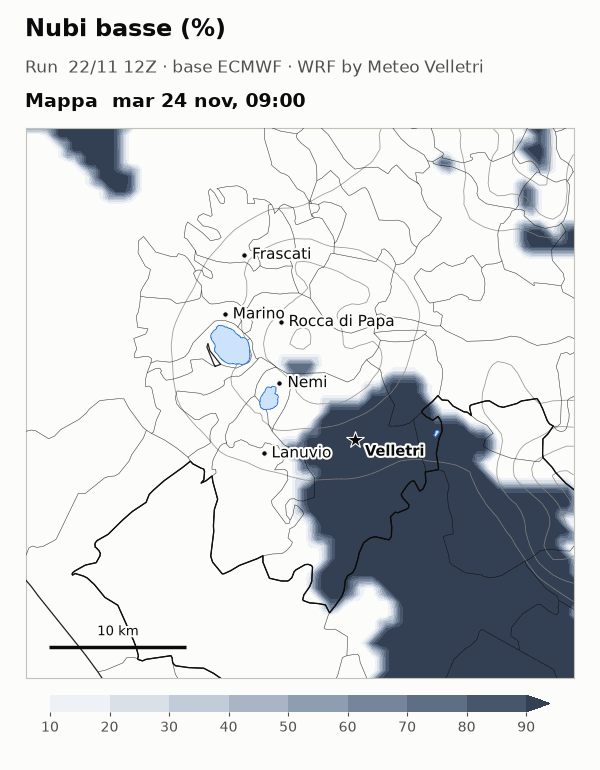 Nubi basse (%)
Run  22/11 12Z · base ECMWF · WRF by Meteo Velletri
Mappa  mar 24 nov, 09:00
Frascati
Marino
Rocca di Papa
Nemi
Velletri
Lanuvio
10 km
10 20 30 40 50 60 70 80 90